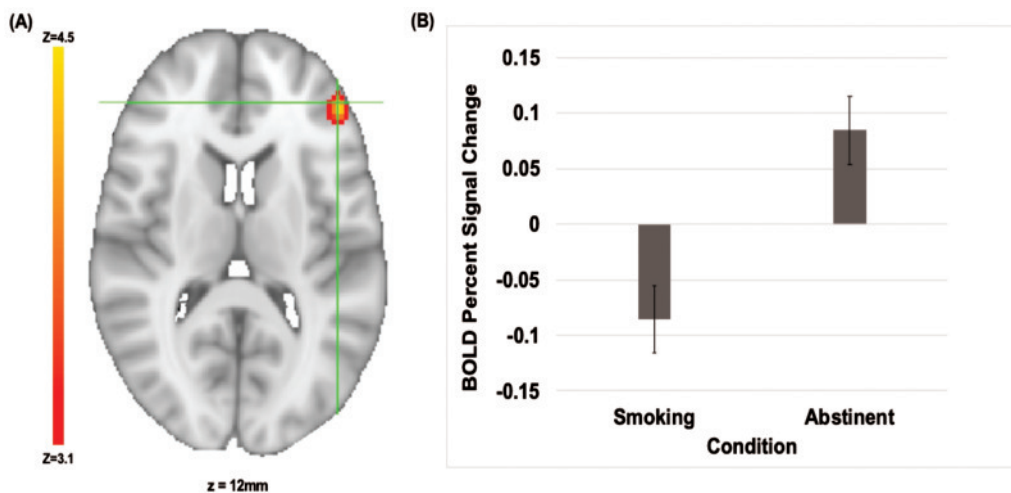 (A)
Z=4.5
Z=3.1
z = 12mm
(B)
BOLD Percent Signal Change
0.15
0.1
0.05
0
-0.05
-0.1
-0.15
Smoking
Abstinent
Condition